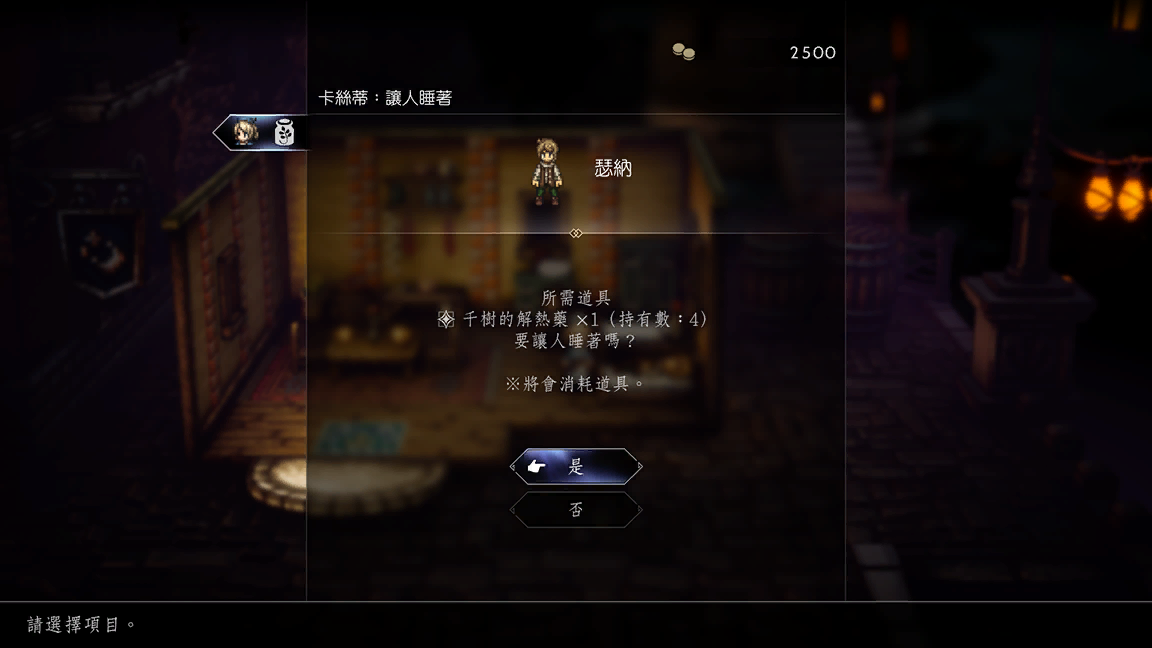 2500
卡絲蒂：讓人睡著
瑟納
所需道具
千樹的解熱藥 ×1（持有數：4）
要讓人睡著嗎？
※將會消耗道具。
是
否
請選擇項目。